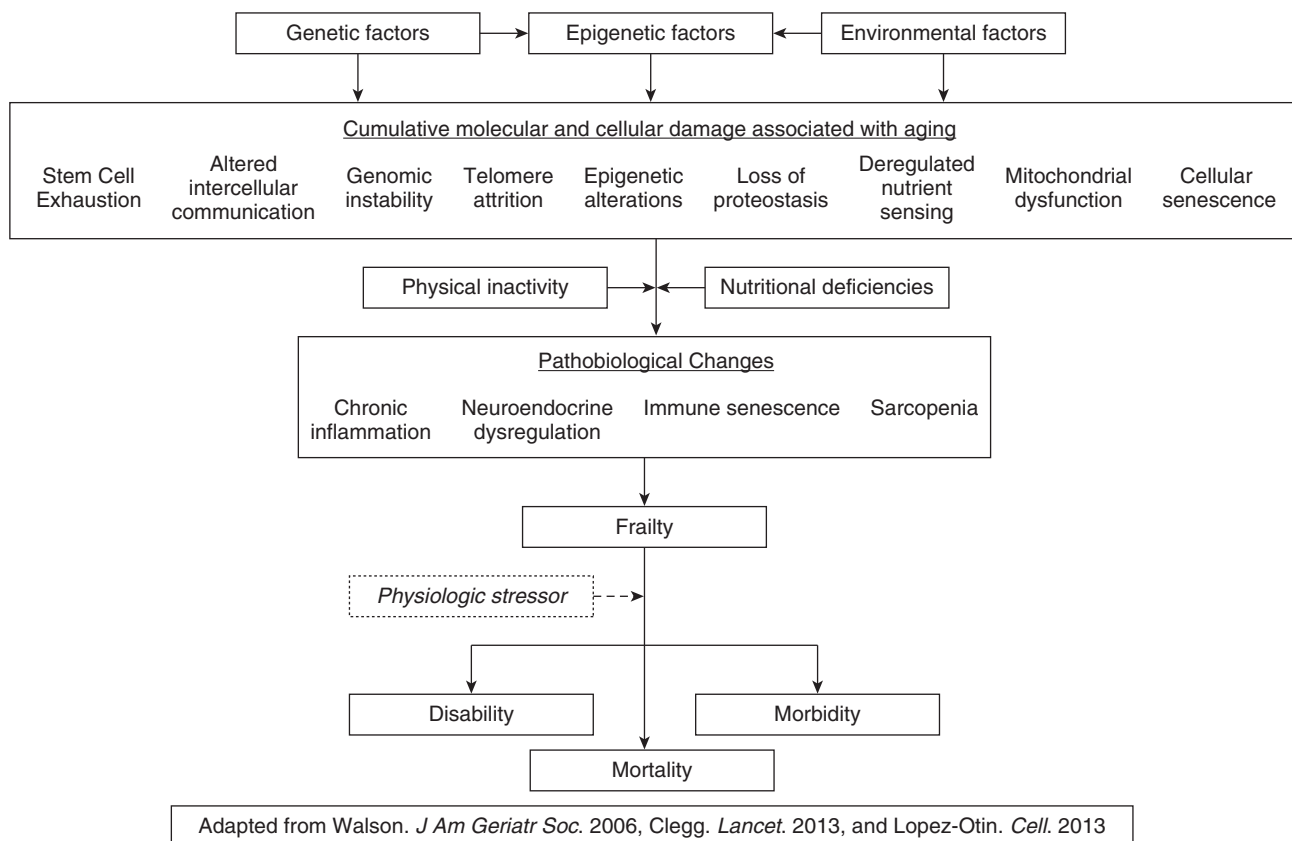 Genetic factors
Epigenetic factors
Environmental factors
Cumulative molecular and cellular damage associated with aging
Stem Cell
Exhaustion
Altered
intercellular
communication
Genomic
instability
Telomere
attrition
Epigenetic
alterations
Loss of
proteostasis
Deregulated
nutrient
sensing
Mitochondrial
dysfunction
Cellular
senescence
Physical inactivity
Nutritional deficiencies
Pathobiological Changes
Chronic
inflammation
Neuroendocrine
dysregulation
Immune senescence
Sarcopenia
Frailty
Physiologic stressor
Disability
Morbidity
Mortality
Adapted from Walson. J Am Geriatr Soc. 2006, Clegg. Lancet. 2013, and Lopez-Otin. Cell. 2013